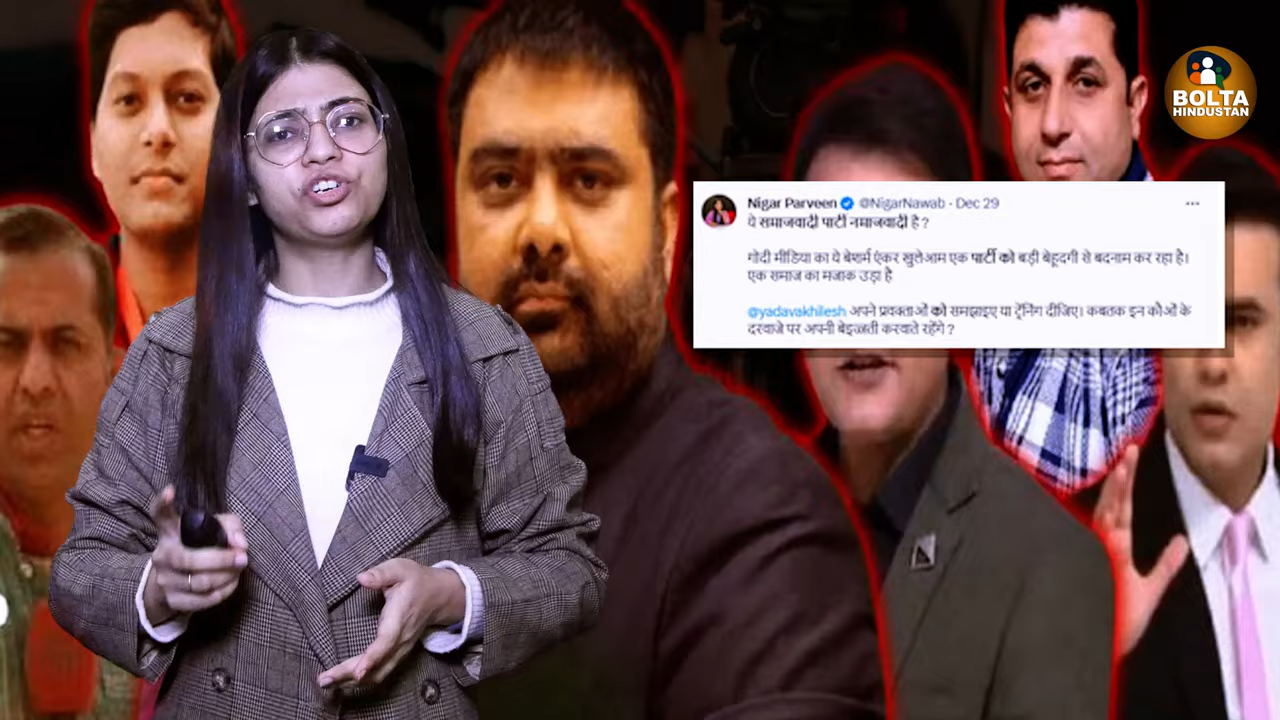 BOLTA
HINDUSTAN
Nigar Parveen @NigarNawab · Dec 29
ये समाजवादी पार्टी नमाजवादी है ?
गोदी मीडिया का ये बेशर्म ऐंकर खुलेआम एक पार्टी को बड़ी बेहूदगी से बदनाम कर रहा है।
एक समाज का मजाक उड़ा है
@yadavakhilesh अपने प्रवक्ताओं को समझाइए या ट्रेंनिंग दीजिए। कबतक इन कौओं के
दरवाजे पर अपनी बेइज्जती करवाते रहेंगे ?